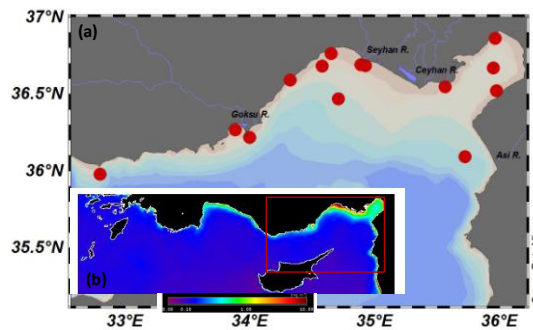 (a)
37°N
Seyhan R.
Ceyhan R.
36.5°N
Goksu R.
36°N
Asi R.
35.5°N
(b)
33°E 34°E 35°E 36°E